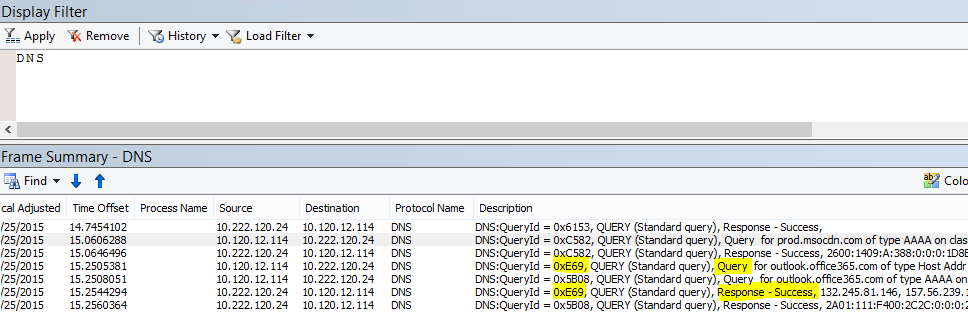 Display Filter
Apply Remove History Load Filter
DNS
Frame Summary - DNS
Find Colo
cal Adjusted Time Offset Process Name Source Destination Protocol Name Description
/25/2015 14.7454102 10.222.120.24 10.120.12.114 DNS DNS:QueryId = 0x6153, QUERY (Standard query), Response - Success,
/25/2015 15.0606288 10.120.12.114 10.222.120.24 DNS DNS:QueryId = 0xC582, QUERY (Standard query), Query for prod.msocdn.com of type AAAA on clas
/25/2015 15.0646496 10.222.120.24 10.120.12.114 DNS DNS:QueryId = 0xC582, QUERY (Standard query), Response - Success, 2600:1409:A:388:0:0:0:1D8E
/25/2015 15.2505381 10.120.12.114 10.222.120.24 DNS DNS:QueryId = 0xE69, QUERY (Standard query), Query for outlook.office365.com of type Host Addr
/25/2015 15.2508051 10.120.12.114 10.222.120.24 DNS DNS:QueryId = 0x5B08, QUERY (Standard query), Query for outlook.office365.com of type AAAA on
/25/2015 15.2544294 10.222.120.24 10.120.12.114 DNS DNS:QueryId = 0xE69, QUERY (Standard query), Response - Success, 132.245.81.146, 157.56.239.
/25/2015 15.2560364 10.222.120.24 10.120.12.114 DNS DNS:QueryId = 0x5B08, QUERY (Standard query), Response - Success, 2A01:111:F400:2C2C:0:0:0:2